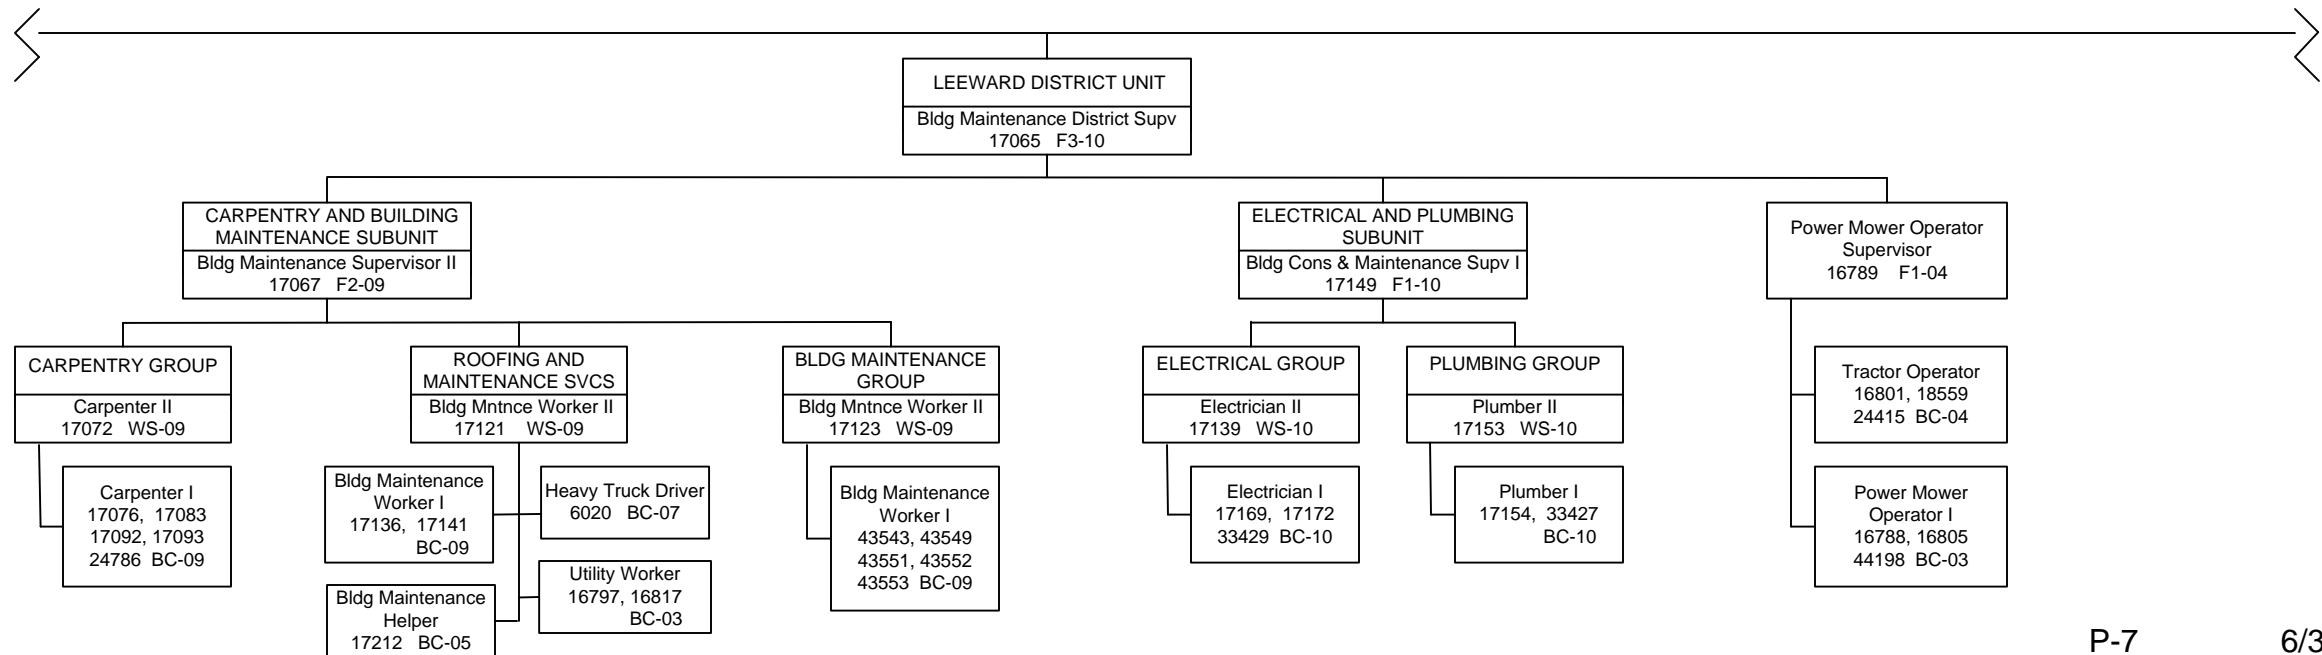 LEEWARD DISTRICT UNIT
Bldg Maintenance District Supv
17065 F3-10
CARPENTRY AND BUILDING
MAINTENANCE SUBUNIT
Bldg Maintenance Supervisor II
17067 F2-09
ELECTRICAL AND PLUMBING
SUBUNIT
Bldg Cons & Maintenance Supv I
17149 F1-10
Power Mower Operator
Supervisor
16789 F1-04
CARPENTRY GROUP
Carpenter II
17072 WS-09
ROOFING AND
MAINTENANCE SVCS
Bldg Mntnce Worker II
17121 WS-09
BLDG MAINTENANCE
GROUP
Bldg Mntnce Worker II
17123 WS-09
ELECTRICAL GROUP
Electrician II
17139 WS-10
PLUMBING GROUP
Plumber II
17153 WS-10
Tractor Operator
16801, 18559
24415 BC-04
Carpenter I
17076, 17083
17092, 17093
24786 BC-09
Bldg Maintenance
Worker I
17136, 17141
BC-09
Heavy Truck Driver
6020 BC-07
Bldg Maintenance
Worker I
43543, 43549
43551, 43552
43553 BC-09
Electrician I
17169, 17172
33429 BC-10
Plumber I
17154, 33427
BC-10
Power Mower
Operator I
16788, 16805
44198 BC-03
Bldg Maintenance
Helper
17212 BC-05
Utility Worker
16797, 16817
BC-03
P-7 6/3